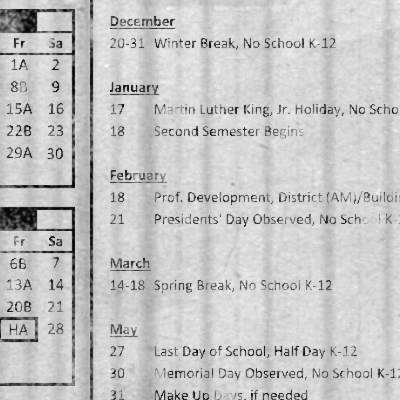 Fr Sa
1A 2
8B 9
15A 16
22B 23
29A 30
Fr Sa
6B 7
13A 14
20B 21
HA 28
December
20-31 Winter Break, No School K-12
January
17 Martin Luther King, Jr. Holiday, No Scho
18 Second Semester Begins
February
18 Prof. Development, District (AM)/Buildi
21 Presidents' Day Observed, No School K-
March
14-18 Spring Break, No School K-12
May
27 Last Day of School, Half Day K-12
30 Memorial Day Observed, No School K-12
31 Make Up Days, if needed